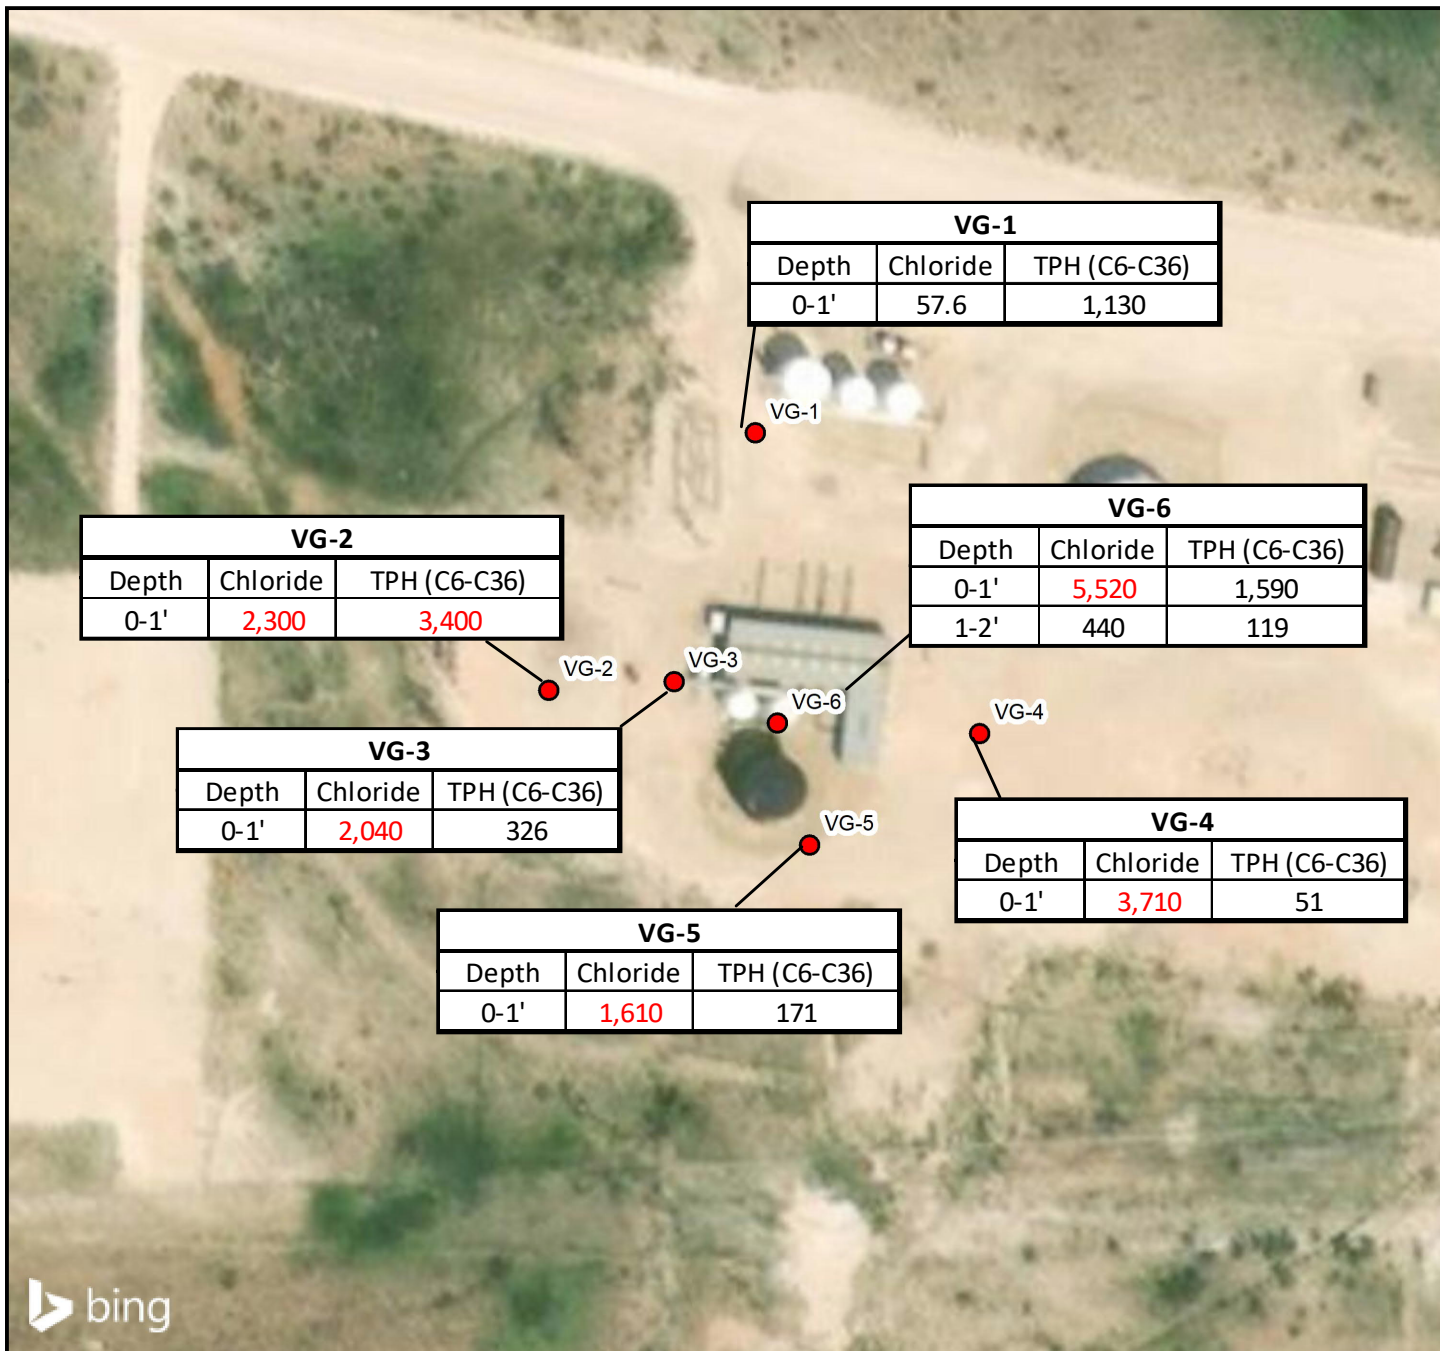 VG-1
Depth Chloride TPH (C6-C36)
0-1' 57.6 1,130
VG-1
VG-6
Depth Chloride TPH (C6-C36)
0-1' 5,520 1,590
1-2' 440 119
VG-2
Depth Chloride TPH (C6-C36)
0-1' 2,300 3,400
VG-2
VG-3
VG-6
VG-4
VG-3
Depth Chloride TPH (C6-C36)
0-1' 2,040 326
VG-4
Depth Chloride TPH (C6-C36)
0-1' 3,710 51
VG-5
VG-5
Depth Chloride TPH (C6-C36)
0-1' 1,610 171
bing